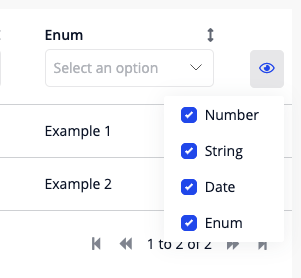 Enum
Select an option
Number
Example 1
String
Example 2
Date
Enum
1 to 2 of 2